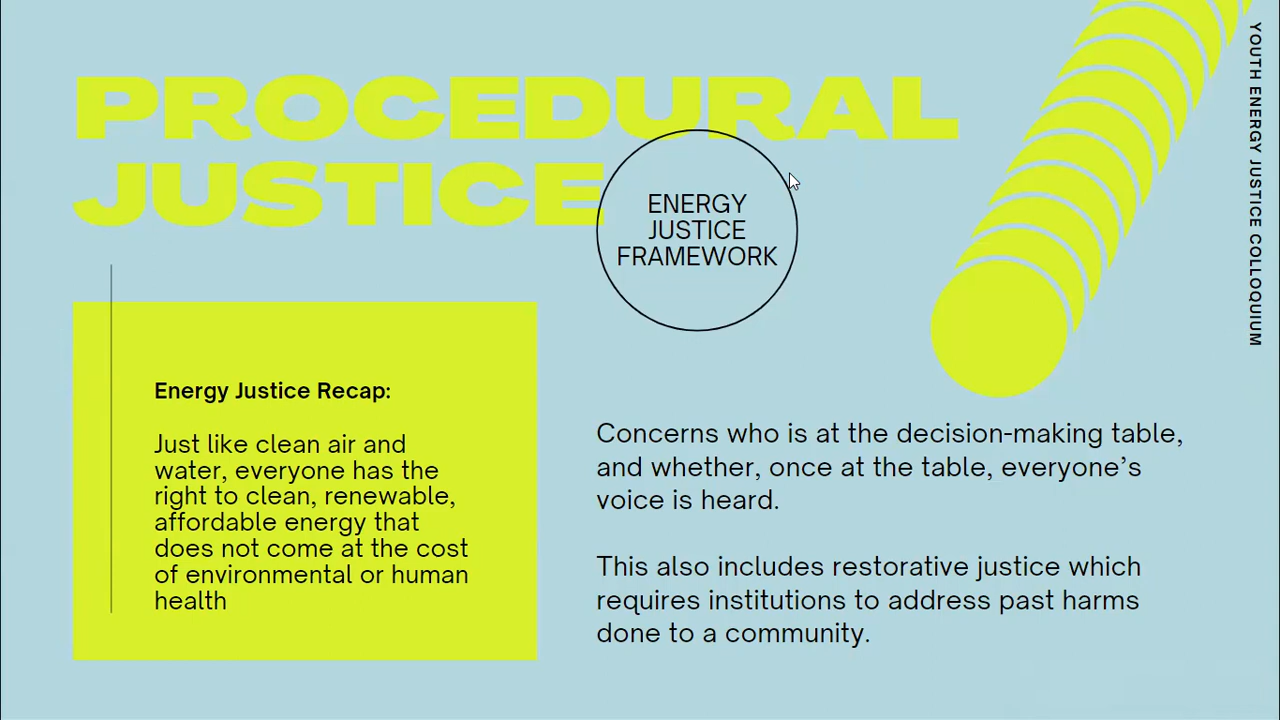 PROCEDURAL
JUSTICE
ENERGY
JUSTICE
FRAMEWORK
Energy Justice Recap:
Just like clean air and
water, everyone has the
right to clean, renewable,
affordable energy that
does not come at the cost
of environmental or human
health
Concerns who is at the decision-making table,
and whether, once at the table, everyone’s
voice is heard.
This also includes restorative justice which
requires institutions to address past harms
done to a community.
YOUTH ENERGY JUSTICE COLLOQUIUM